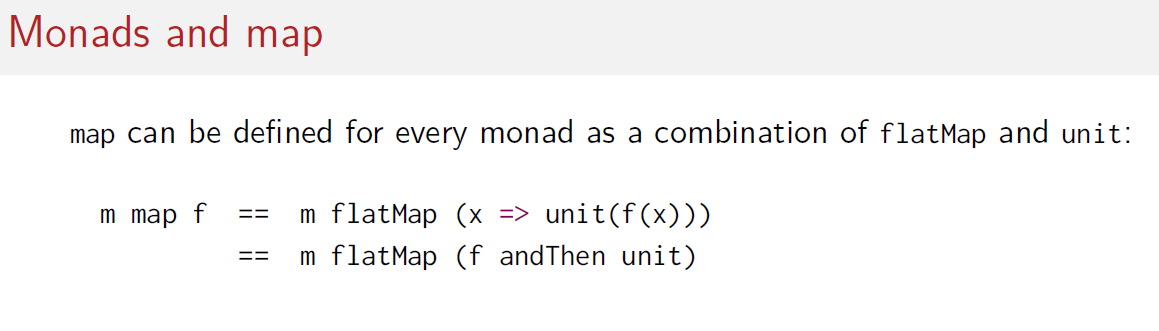 Monads and map
map can be defined for every monad as a combination of flatMap and unit:
m map f == m flatMap (x => unit(f(x)))
== m flatMap (f andThen unit)